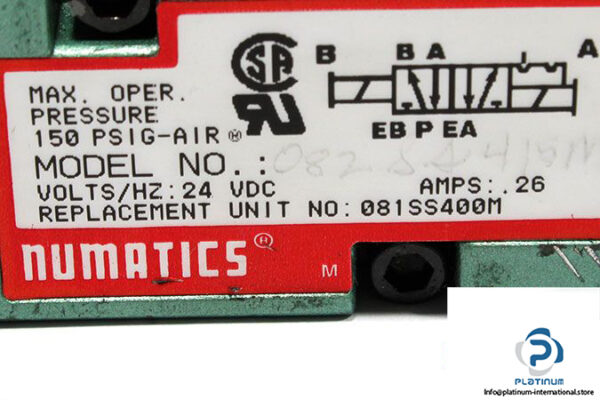 SA
B B A A
MAX. OPER.
PRESSURE
150 PSIG-AIR ®
EB P EA
MODEL NO.:
VOLTS/HZ: 24 VDC AMPS: .26
REPLACEMENT UNIT NO: 081SS400M
NUMATICS ®
M
PLATINUM
Info@platinum-international.store